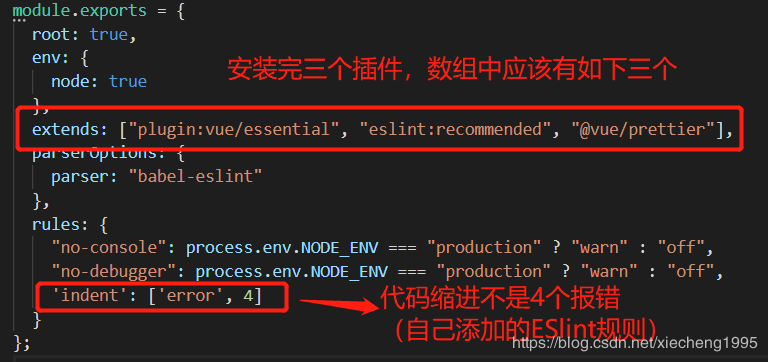 module.exports = {
root: true,
env: {
node: true
安装完三个插件，数组中应该有如下三个
},
extends: ["plugin:vue/essential", "eslint:recommended", "@vue/prettier"],
parserOptions: {
parser: "babel-eslint"
},
rules: {
"no-console": process.env.NODE_ENV === "production" ? "warn" : "off",
"no-debugger": process.env.NODE_ENV === "production" ? "warn" : "off",
'indent': ['error', 4]
代码缩进不是4个报错
}
（自己添加的ESlint规则）
};
https://blog.csdn.net/xiecheng1995